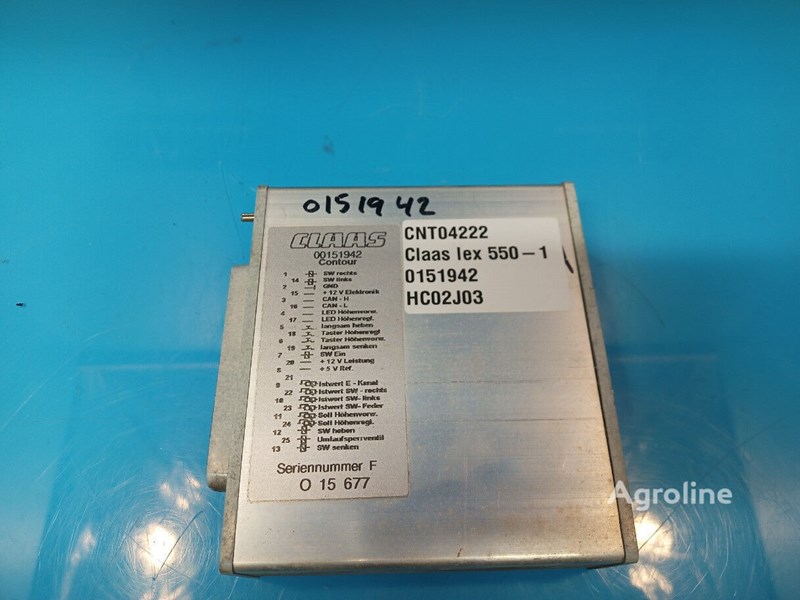 0151942
CLAAS
00151942
Contour
1 SW rechts
14 SW links
2 GND
15 + 12 V Elektronik
3 CAN - H
16 CAN - L
4 LED Höhenvorw.
17 LED Höhenregl.
5 langsam heben
18 Taster Höhenregl
6 Taster Höhenvorw.
19 langsam senken
7 SW Ein
20 + 12 V Leistung
8 + 5 V Ref.
21
9 Istwert E - Kanal
22 Istwert SW - rechts
10 Istwert SW- links
23 Istwert SW- Feder
11 Soll Höhenvorw.
24 Soll Höhenregl.
12 SW heben
25 Umlaufsperrventil
13 SW senken
Seriennummer F
O 15 677
CNT04222
Claas lex 550-1
0151942
HC02J03
Agroline